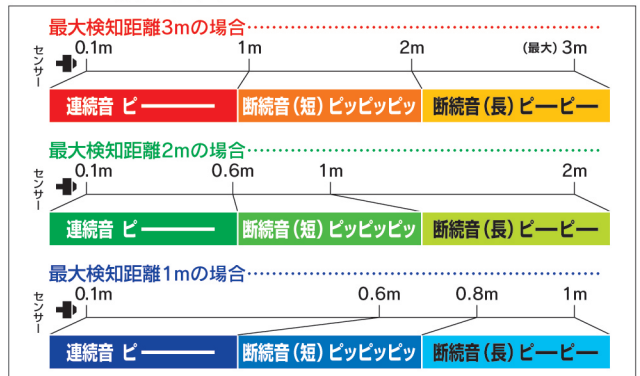 最大検知距離3mの場合
センサー 0.1m 1m 2m (最大) 3m
連続音 ピ──── 断続音(短) ピッピッピッ 断続音(長) ピーピー
最大検知距離2mの場合
センサー 0.1m 0.6m 1m 2m
連続音 ピ──── 断続音(短) ピッピッピッ 断続音(長) ピーピー
最大検知距離1mの場合
センサー 0.1m 0.6m 0.8m 1m
連続音 ピ──── 断続音(短) ピッピッピッ 断続音(長) ピーピー